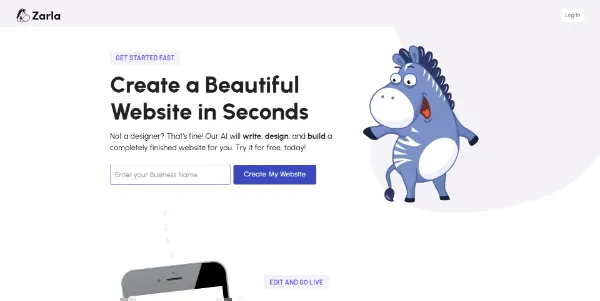 Zarla
Log In
GET STARTED FAST
Create a Beautiful
Website in Seconds
Not a designer? That's fine! Our AI will write, design, and build a
completely finished website for you. Try it for free, today!
Enter your Business Name
Create My Website
EDIT AND GO LIVE